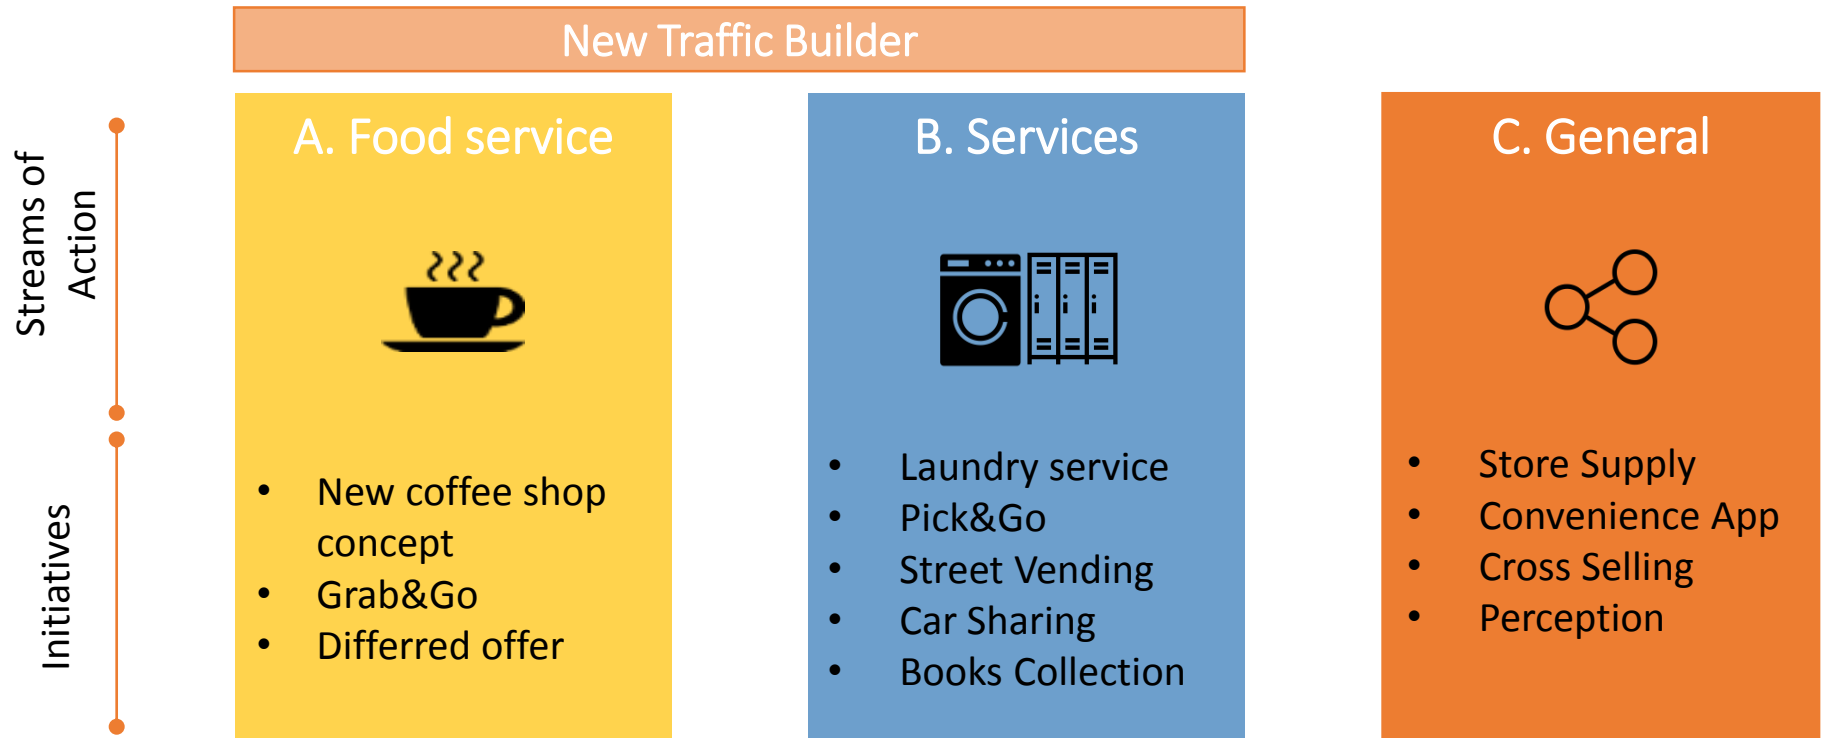 New Traffic Builder
Streams of
Action
A. Food service
B. Services
C. General
Initiatives
• New coffee shop
concept
• Grab&Go
• Differred offer
• Laundry service
• Pick&Go
• Street Vending
• Car Sharing
• Books Collection
• Store Supply
• Convenience App
• Cross Selling
• Perception